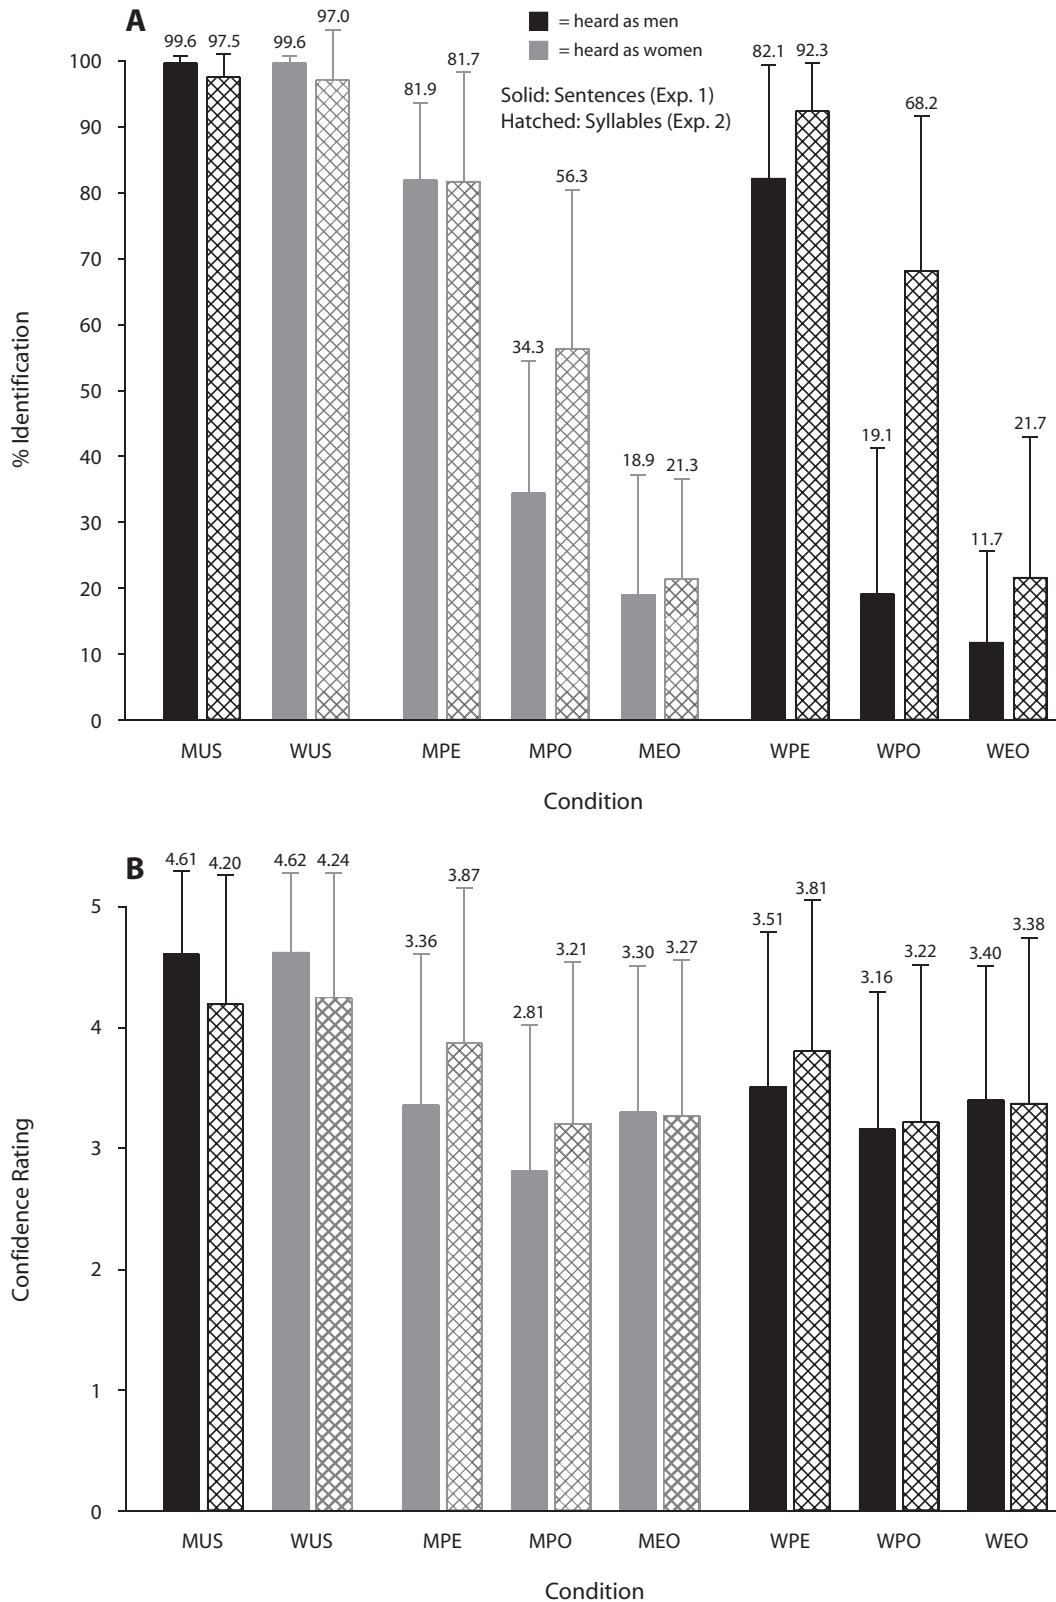 A
= heard as men
= heard as women
Solid: Sentences (Exp. 1)
Hatched: Syllables (Exp. 2)
99.6 97.5 99.6 97.0 81.9 81.7 34.3 56.3 18.9 21.3 82.1 92.3 19.1 68.2 11.7 21.7
% Identification
100
90
80
70
60
50
40
30
20
10
0
MUS WUS MPE MPO MEO WPE WPO WEO
Condition
B
4.61 4.20 4.62 4.24 3.36 3.87 2.81 3.21 3.30 3.27 3.51 3.81 3.16 3.22 3.40 3.38
Confidence Rating
5
4
3
2
1
0
MUS WUS MPE MPO MEO WPE WPO WEO
Condition